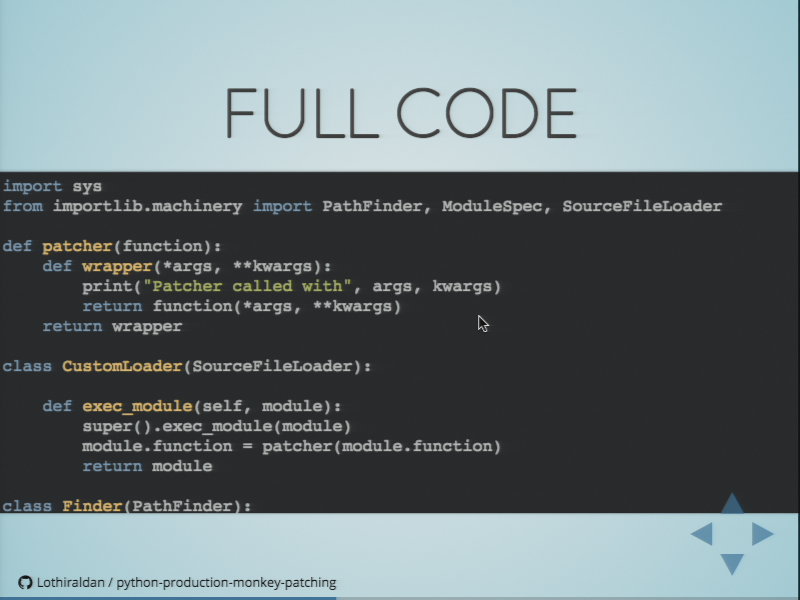 FULL CODE
import sys
from importlib.machinery import PathFinder, ModuleSpec, SourceFileLoader
def patcher(function):
    def wrapper(*args, **kwargs):
        print("Patcher called with", args, kwargs)
        return function(*args, **kwargs)
    return wrapper
class CustomLoader(SourceFileLoader):
    def exec_module(self, module):
        super().exec_module(module)
        module.function = patcher(module.function)
        return module
class Finder(PathFinder):
Lothiraldan / python-production-monkey-patching